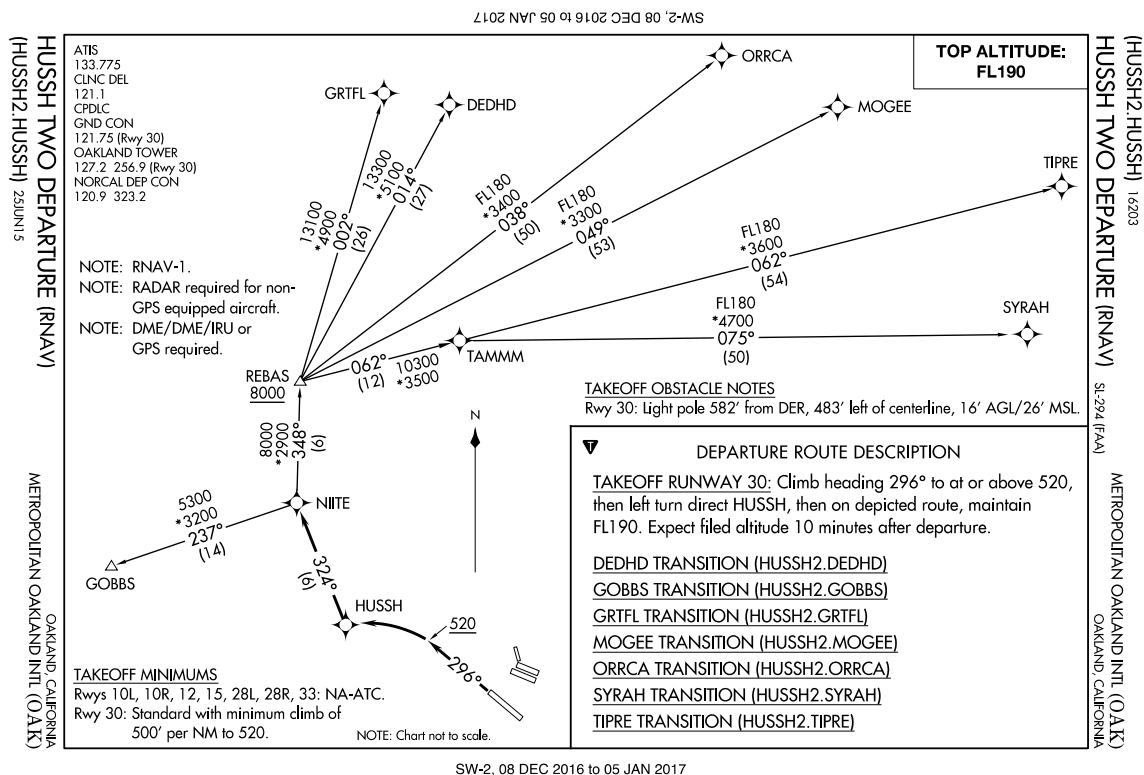 SW-2, 08 DEC 2016 to 05 JAN 2017
(HUSSH2.HUSSH) 16203
HUSSH TWO DEPARTURE (RNAV)
SL-294 (FAA)
METROPOLITAN OAKLAND INTL (OAK)
OAKLAND, CALIFORNIA
HUSSH TWO DEPARTURE (RNAV)
(HUSSH2.HUSSH) 25JUN15
METROPOLITAN OAKLAND INTL (OAK)
OAKLAND, CALIFORNIA
ATIS
133.775
CLNC DEL
121.1
CPDLC
GND CON
121.75 (Rwy 30)
OAKLAND TOWER
127.2 256.9 (Rwy 30)
NORCAL DEP CON
120.9 323.2
TOP ALTITUDE:
FL190
NOTE: RNAV-1.
NOTE: RADAR required for non-
GPS equipped aircraft.
NOTE: DME/DME/IRU or
GPS required.
GRTFL
DEDHD
ORRCA
MOGEE
TIPRE
SYRAH
13100
*4900
002°
(26)
13300
*5100
014°
(27)
FL180
*3400
038°
(50)
FL180
*3300
049°
(53)
FL180
*3600
062°
(54)
FL180
*4700
075°
(50)
TAMMM
REBAS
8000
062°
(12)
10300
*3500
8000
*2900
348°
(6)
N
NIITE
5300
*3200
237°
(14)
GOBBS
324°
(6)
HUSSH
520
296°
TAKEOFF OBSTACLE NOTES
Rwy 30: Light pole 582' from DER, 483' left of centerline, 16' AGL/26' MSL.
T
DEPARTURE ROUTE DESCRIPTION
TAKEOFF RUNWAY 30: Climb heading 296° to at or above 520,
then left turn direct HUSSH, then on depicted route, maintain
FL190. Expect filed altitude 10 minutes after departure.
DEDHD TRANSITION (HUSSH2.DEDHD)
GOBBS TRANSITION (HUSSH2.GOBBS)
GRTFL TRANSITION (HUSSH2.GRTFL)
MOGEE TRANSITION (HUSSH2.MOGEE)
ORRCA TRANSITION (HUSSH2.ORRCA)
SYRAH TRANSITION (HUSSH2.SYRAH)
TIPRE TRANSITION (HUSSH2.TIPRE)
TAKEOFF MINIMUMS
Rwys 10L, 10R, 12, 15, 28L, 28R, 33: NA-ATC.
Rwy 30: Standard with minimum climb of
500' per NM to 520.
NOTE: Chart not to scale.
SW-2, 08 DEC 2016 to 05 JAN 2017